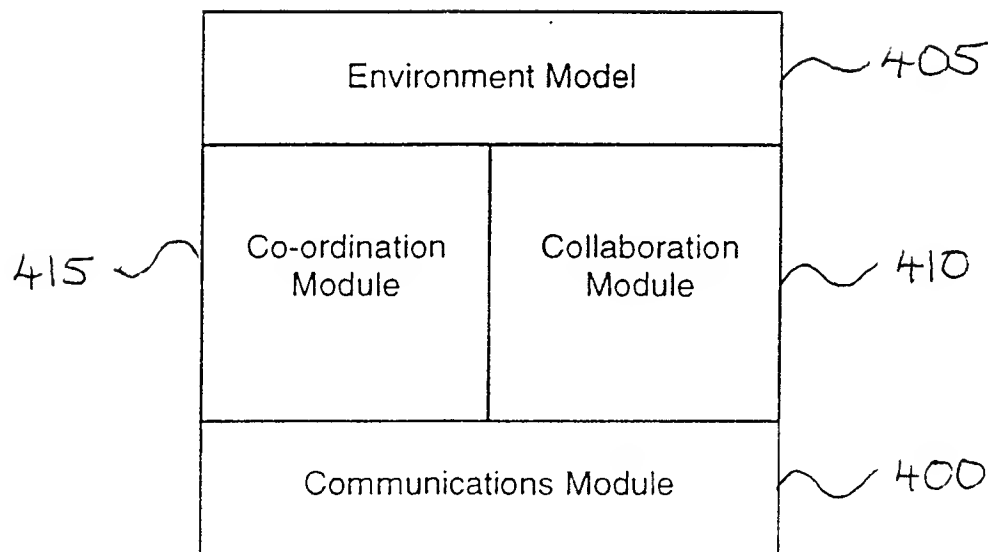 Environment Model
405
Co-ordination
Module
Collaboration
Module
415
410
Communications Module
400